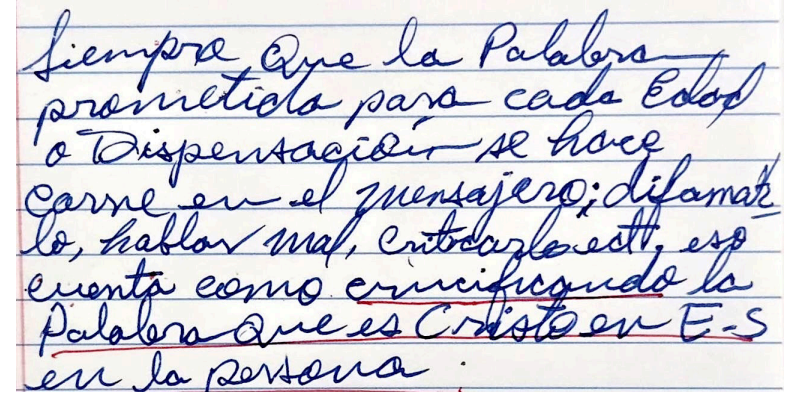 Siempre Que la Palabra
prometida para cada Edad
o Dispensación se hace
carne en el mensajero; difamar-
lo, hablar mal, criticarlo ect., eso
cuenta como crucificando la
Palabra Que es Cristo en E-S
en la persona.